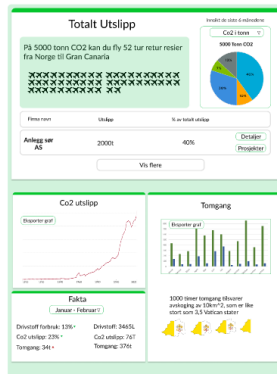 Totalt Utslipp
Innhold de siste 6 månedene
Co2 i tonn
På 5000 tonn CO2 kan du fly 52 tur retur resier
fra Norge til Gran Canaria
5000 tonn CO2
Firma navn
Utslipp
% av totalt utslipp
Anlegg sør
AS
2000t
40%
Detaljer
Prosjekter
Vis flere
Co2 utslipp
Eksporter graf
Tomgang
Eksporter graf
Fakta
Januar - Februar
Drivstoff forbruk: 13%
Co2 utslipp: 23%
Tomgang: 34t
Drivstoff: 3465L
Co2 utslipp: 76T
Tomgang: 376t
1000 timer tomgang tilsvarer
avskoging av 10km^2, som er like
stort som 3,5 Vatican stater